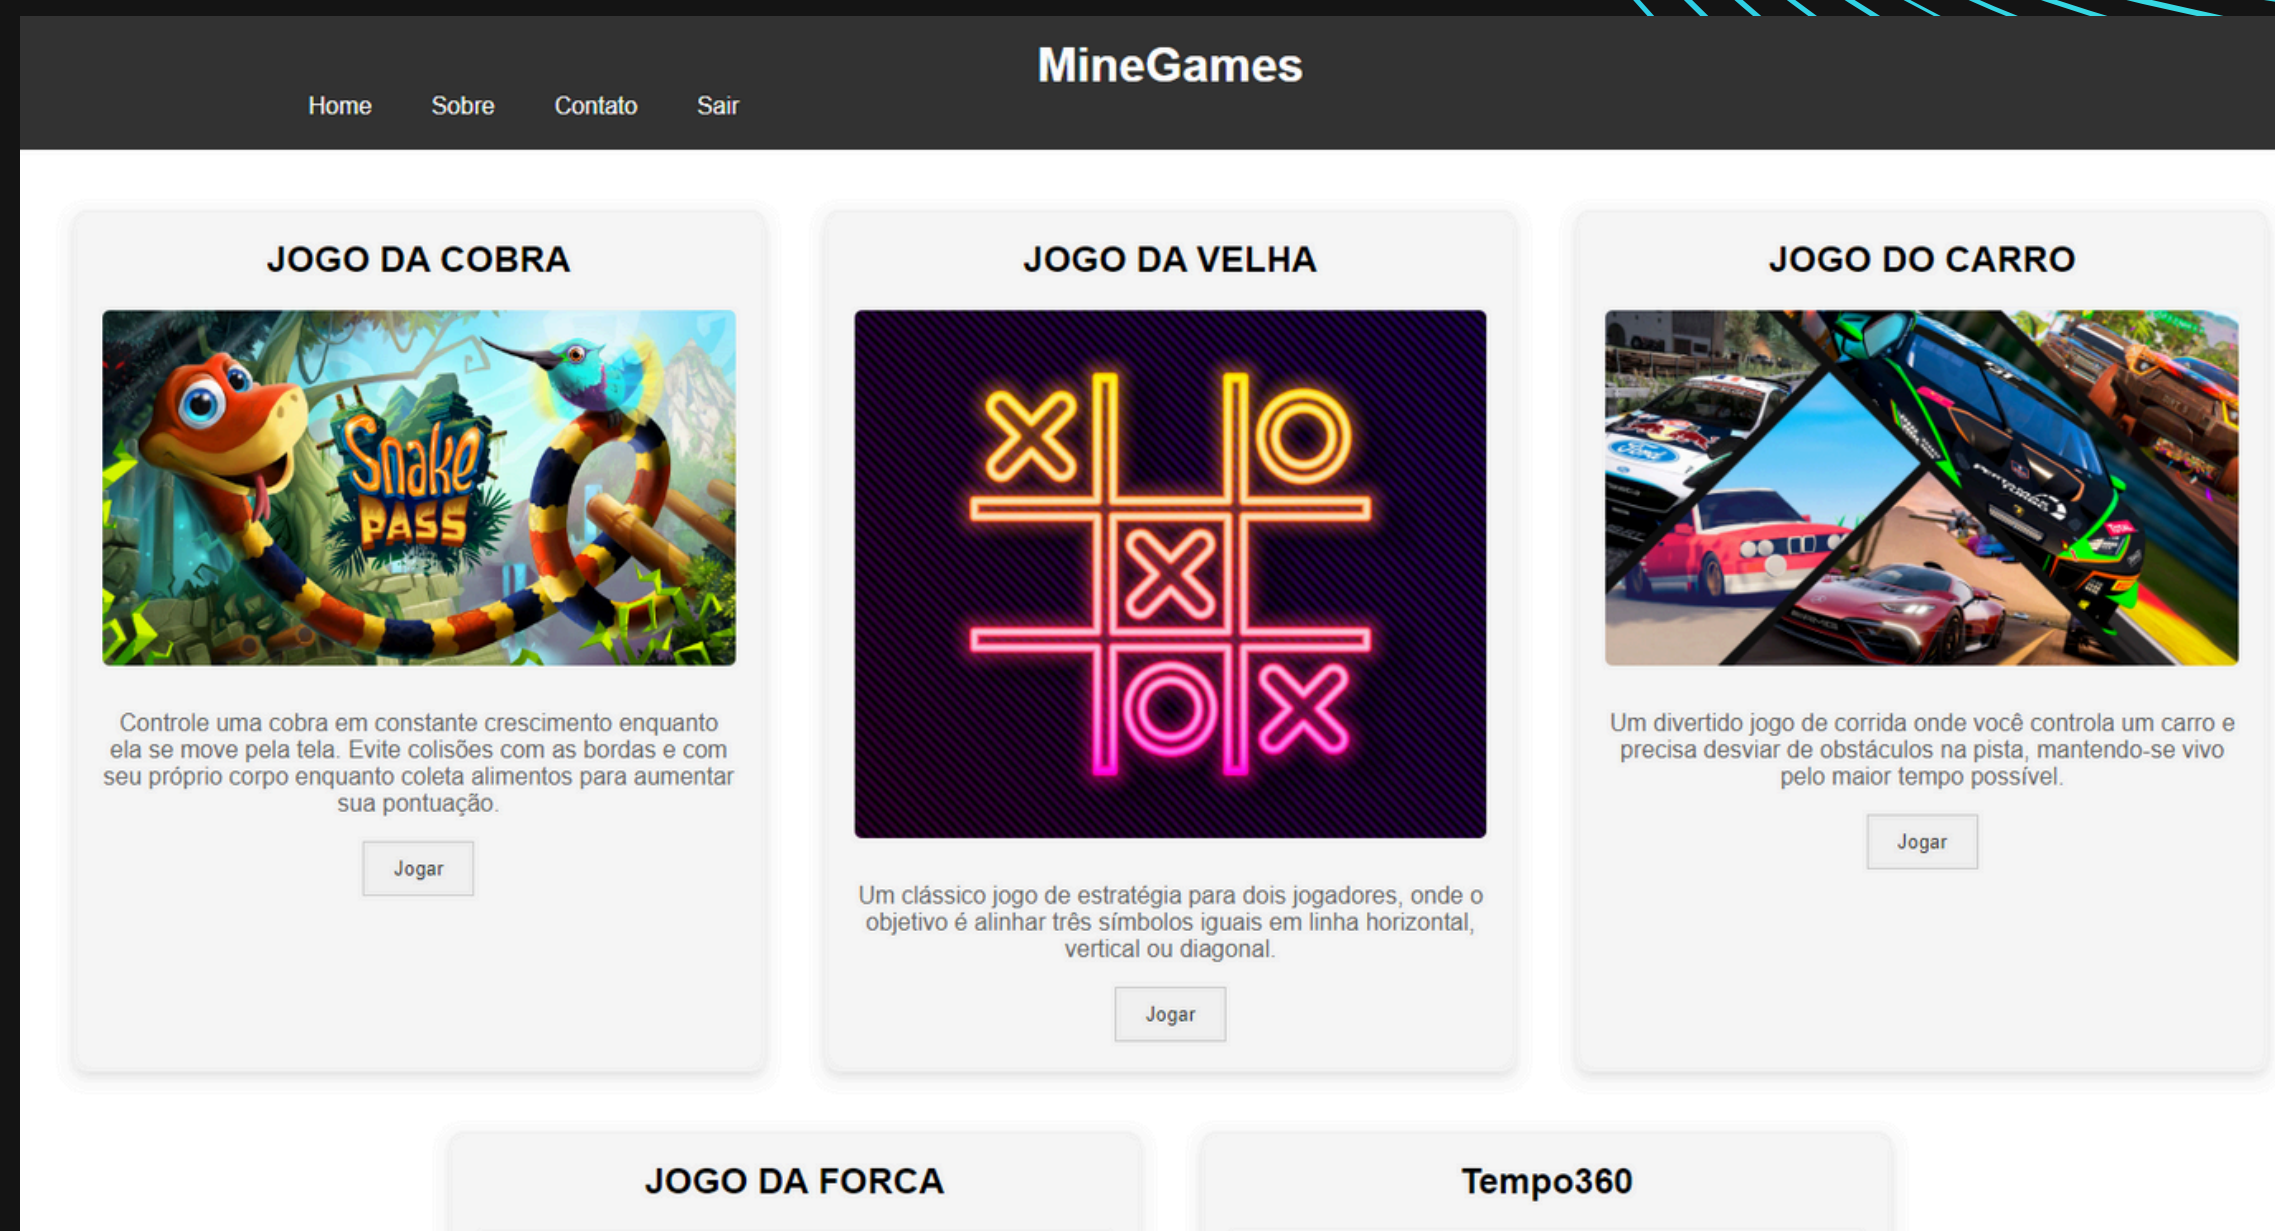 MineGames
Home Sobre Contato Sair
JOGO DA COBRA
Snake
PASS
Controle uma cobra em constante crescimento enquanto
ela se move pela tela. Evite colisões com as bordas e com
seu próprio corpo enquanto coleta alimentos para aumentar
sua pontuação.
Jogar
JOGO DA VELHA
X O
X
O X
Um clássico jogo de estratégia para dois jogadores, onde o
objetivo é alinhar três símbolos iguais em linha horizontal,
vertical ou diagonal.
Jogar
JOGO DO CARRO
Ford
Um divertido jogo de corrida onde você controla um carro e
precisa desviar de obstáculos na pista, mantendo-se vivo
pelo maior tempo possível.
Jogar
JOGO DA FORCA
Tempo360